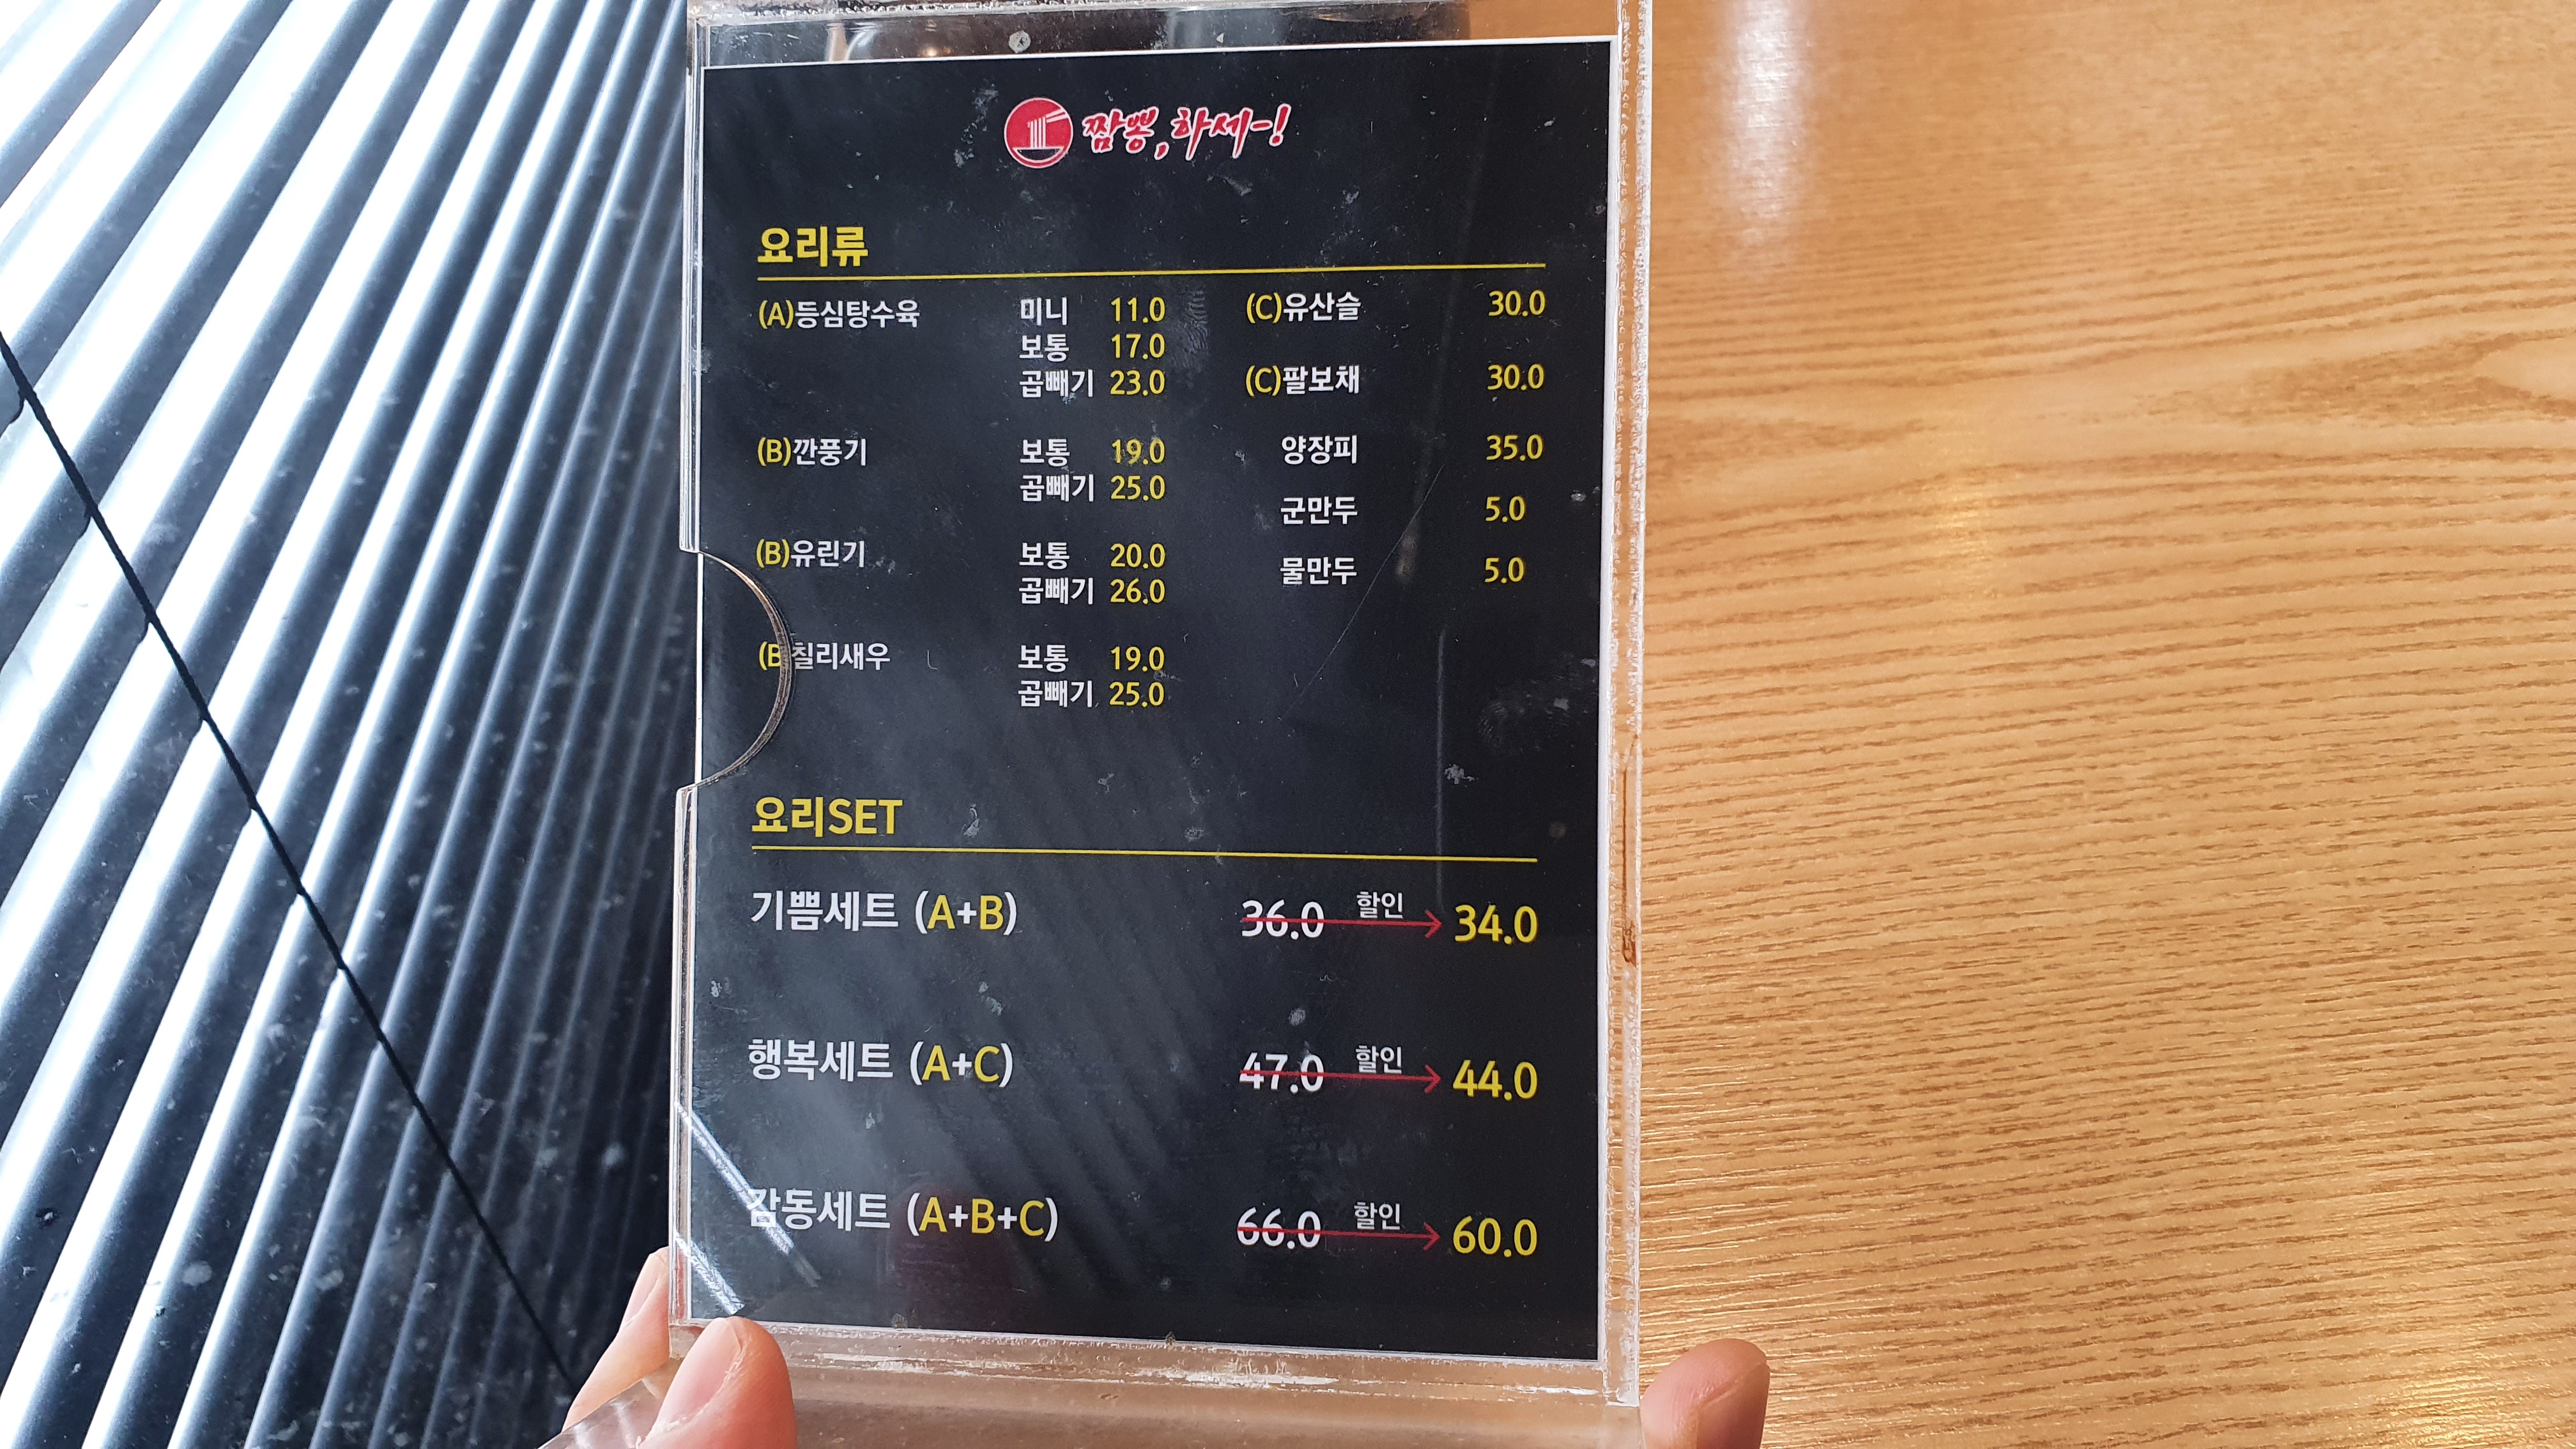 짬뽕, 하세~!
요리류
(A)등심탕수육 미니 11.0
보통 17.0
곱빼기 23.0
(B)깐풍기 보통 19.0
곱빼기 25.0
(B)유린기 보통 20.0
곱빼기 26.0
(B 칠리새우 보통 19.0
곱빼기 25.0
(C)유산슬 30.0
(C)팔보채 30.0
양장피 35.0
군만두 5.0
물만두 5.0
요리SET
기쁨세트 (A+B) 36.0 할인 34.0
행복세트 (A+C) 47.0 할인 44.0
감동세트 (A+B+C) 66.0 할인 60.0